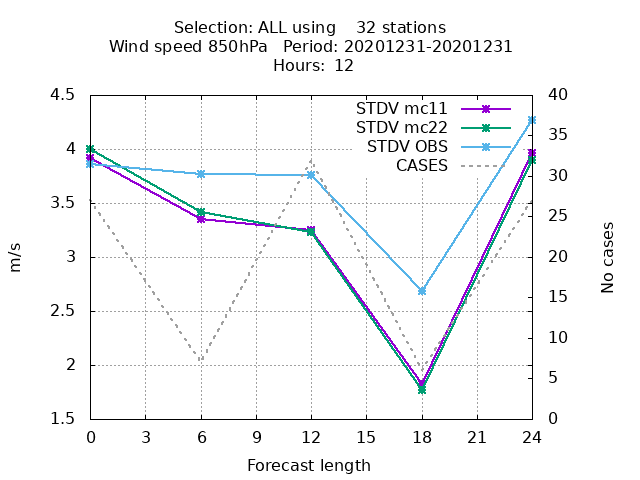 Selection: ALL using    32 stations
Wind speed 850hPa   Period: 20201231-20201231
Hours: 12
STDV mc11
STDV mc22
STDV OBS
CASES
4.5
4
3.5
3
2.5
2
1.5
m/s
40
35
30
25
20
15
10
5
0
No cases
0 3 6 9 12 15 18 21 24
Forecast length